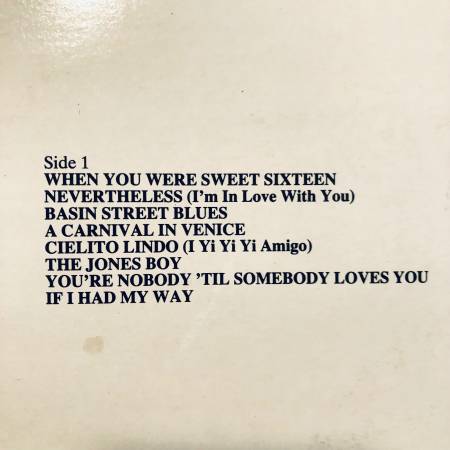 Side 1
WHEN YOU WERE SWEET SIXTEEN
NEVERTHELESS (I'm In Love With You)
BASIN STREET BLUES
A CARNIVAL IN VENICE
CIELITO LINDO (I Yi Yi Yi Amigo)
THE JONES BOY
YOU'RE NOBODY 'TIL SOMEBODY LOVES YOU
IF I HAD MY WAY